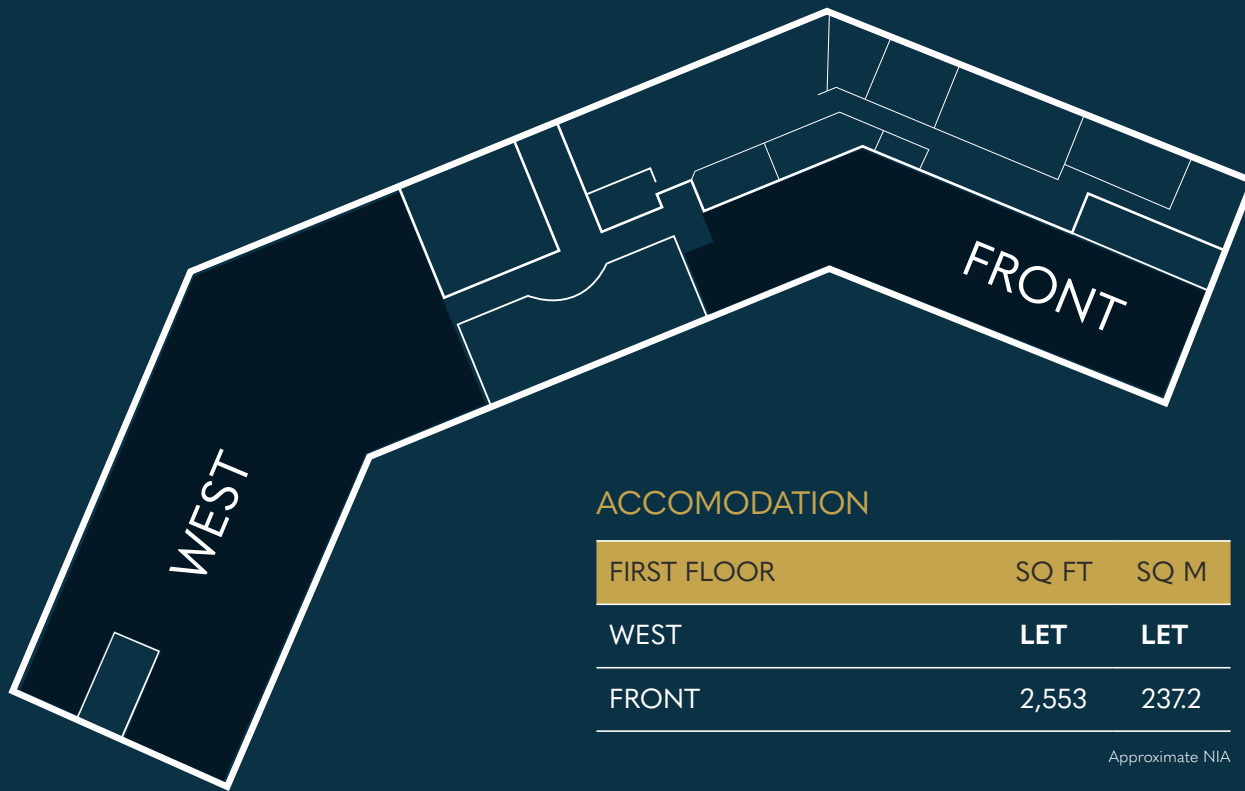 FRONT
WEST
ACCOMODATION
FIRST FLOOR SQ FT SQ M
WEST LET LET
FRONT 2,553 237.2
Approximate NIA